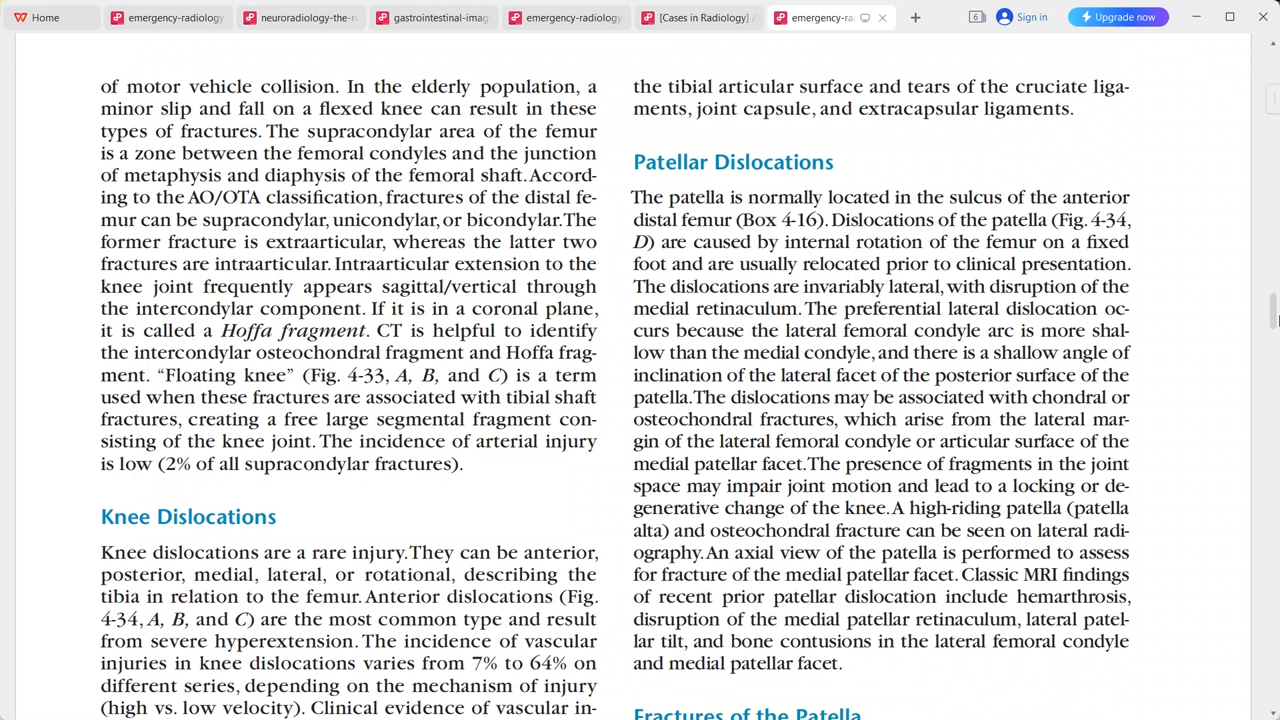 Home
emergency-radiology
neuroradiology-the-r
gastrointestinal-imag
emergency-radiology
[Cases in Radiology]
emergency-ra
6
Sign in
Upgrade now
of motor vehicle collision. In the elderly population, a
minor slip and fall on a flexed knee can result in these
types of fractures. The supracondylar area of the femur
is a zone between the femoral condyles and the junction
of metaphysis and diaphysis of the femoral shaft. Accord-
ing to the AO/OTA classification, fractures of the distal fe-
mur can be supracondylar, unicondylar, or bicondylar. The
former fracture is extraarticular, whereas the latter two
fractures are intraarticular. Intraarticular extension to the
knee joint frequently appears sagittal/vertical through
the intercondylar component. If it is in a coronal plane,
it is called a Hoffa fragment. CT is helpful to identify
the intercondylar osteochondral fragment and Hoffa frag-
ment. “Floating knee” (Fig. 4-33, A, B, and C) is a term
used when these fractures are associated with tibial shaft
fractures, creating a free large segmental fragment con-
sisting of the knee joint. The incidence of arterial injury
is low (2% of all supracondylar fractures).
Knee Dislocations
Knee dislocations are a rare injury. They can be anterior,
posterior, medial, lateral, or rotational, describing the
tibia in relation to the femur. Anterior dislocations (Fig.
4-34, A, B, and C) are the most common type and result
from severe hyperextension. The incidence of vascular
injuries in knee dislocations varies from 7% to 64% on
different series, depending on the mechanism of injury
(high vs. low velocity). Clinical evidence of vascular in-
the tibial articular surface and tears of the cruciate liga-
ments, joint capsule, and extracapsular ligaments.
Patellar Dislocations
The patella is normally located in the sulcus of the anterior
distal femur (Box 4-16). Dislocations of the patella (Fig. 4-34,
D) are caused by internal rotation of the femur on a fixed
foot and are usually relocated prior to clinical presentation.
The dislocations are invariably lateral, with disruption of the
medial retinaculum. The preferential lateral dislocation oc-
curs because the lateral femoral condyle arc is more shal-
low than the medial condyle, and there is a shallow angle of
inclination of the lateral facet of the posterior surface of the
patella. The dislocations may be associated with chondral or
osteochondral fractures, which arise from the lateral mar-
gin of the lateral femoral condyle or articular surface of the
medial patellar facet. The presence of fragments in the joint
space may impair joint motion and lead to a locking or de-
generative change of the knee. A high-riding patella (patella
alta) and osteochondral fracture can be seen on lateral radi-
ography. An axial view of the patella is performed to assess
for fracture of the medial patellar facet. Classic MRI findings
of recent prior patellar dislocation include hemarthrosis,
disruption of the medial patellar retinaculum, lateral patel-
lar tilt, and bone contusions in the lateral femoral condyle
and medial patellar facet.
Fractures of the Patella